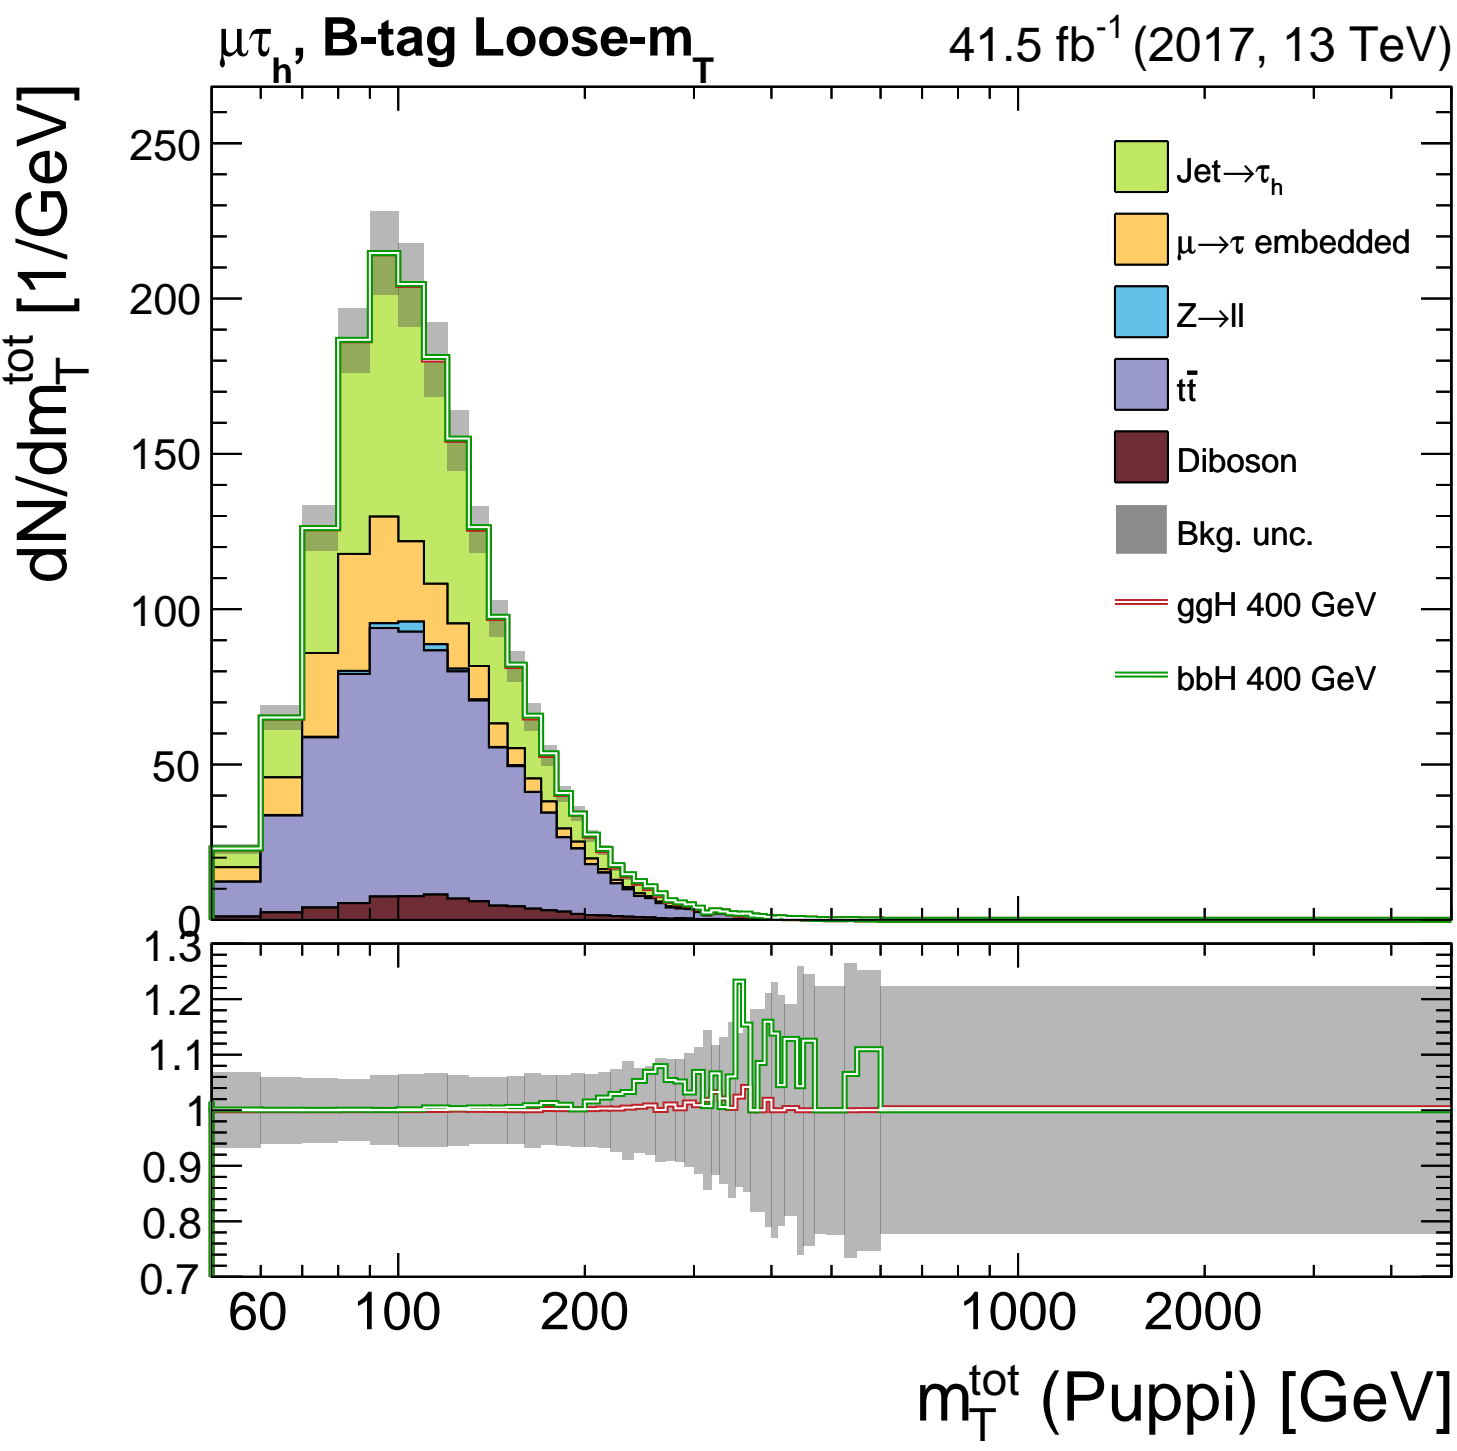 μτh, B-tag Loose-mT
41.5 fb-1 (2017, 13 TeV)
dN/dmTtot [1/GeV]
250
200
150
100
50
0
Jet→τh
μ→τ embedded
Z→ll
tt̄
Diboson
Bkg. unc.
ggH 400 GeV
bbH 400 GeV
1.3
1.2
1.1
1
0.9
0.8
0.7
60 100 200 1000 2000
mTtot (Puppi) [GeV]